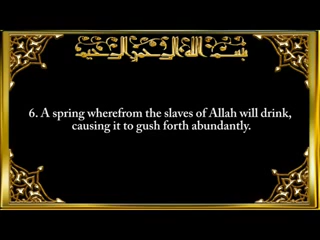 بسم الله الرحمن الرحيم
6. A spring wherefrom the slaves of Allah will drink,
causing it to gush forth abundantly.